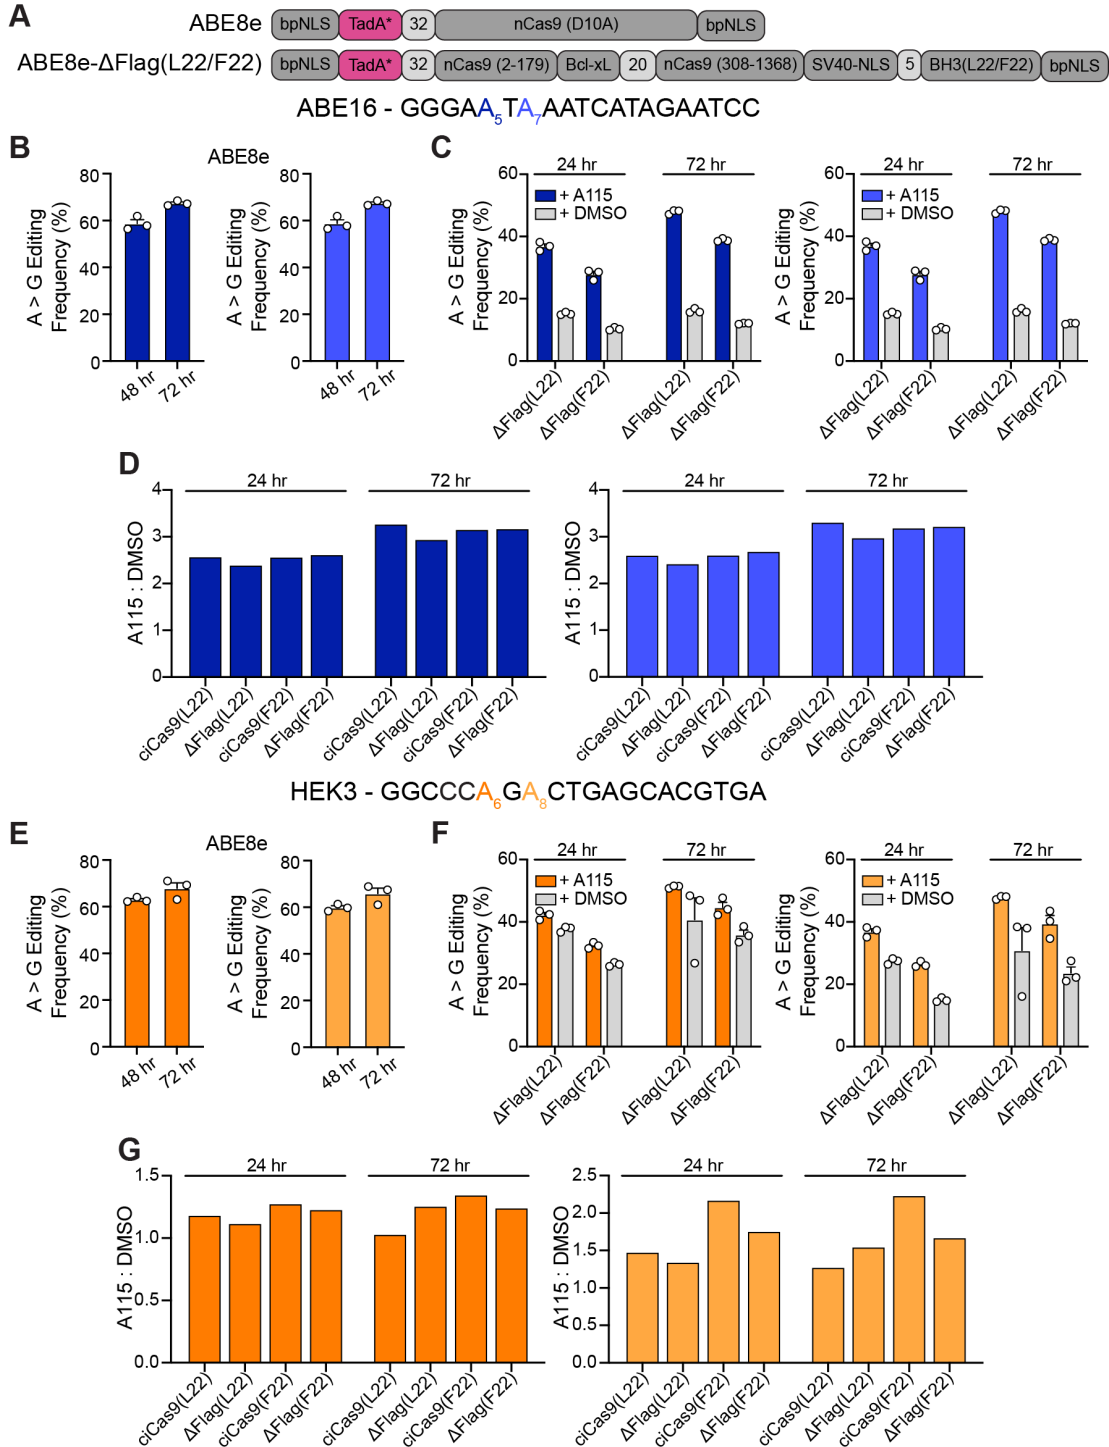 A
ABE8e
bpNLS TadA* 32 nCas9 (D10A) bpNLS
ABE8e-ΔFlag(L22/F22)
bpNLS TadA* 32 nCas9 (2-179) Bcl-xL 20 nCas9 (308-1368) SV40-NLS 5 BH3(L22/F22) bpNLS
ABE16 - GGGAA5TA7AATCATAGAATCC
B
ABE8e
A > G Editing
Frequency (%)
80
60
40
20
0
48 hr 72 hr
A > G Editing
Frequency (%)
80
60
40
20
0
48 hr 72 hr
C
A > G Editing
Frequency (%)
60
40
20
0
24 hr 72 hr
+ A115
+ DMSO
ΔFlag(L22) ΔFlag(F22) ΔFlag(L22) ΔFlag(F22)
A > G Editing
Frequency (%)
60
40
20
0
24 hr 72 hr
+ A115
+ DMSO
ΔFlag(L22) ΔFlag(F22) ΔFlag(L22) ΔFlag(F22)
D
A115 : DMSO
4
3
2
1
0
24 hr 72 hr
ciCas9(L22) ΔFlag(L22) ciCas9(F22) ΔFlag(F22) ciCas9(L22) ΔFlag(L22) ciCas9(F22) ΔFlag(F22)
A115 : DMSO
4
3
2
1
0
24 hr 72 hr
ciCas9(L22) ΔFlag(L22) ciCas9(F22) ΔFlag(F22) ciCas9(L22) ΔFlag(L22) ciCas9(F22) ΔFlag(F22)
HEK3 - GGCCCA6GA8CTGAGCACGTGA
E
ABE8e
A > G Editing
Frequency (%)
80
60
40
20
0
48 hr 72 hr
A > G Editing
Frequency (%)
80
60
40
20
0
48 hr 72 hr
F
A > G Editing
Frequency (%)
60
40
20
0
24 hr 72 hr
+ A115
+ DMSO
ΔFlag(L22) ΔFlag(F22) ΔFlag(L22) ΔFlag(F22)
A > G Editing
Frequency (%)
60
40
20
0
24 hr 72 hr
+ A115
+ DMSO
ΔFlag(L22) ΔFlag(F22) ΔFlag(L22) ΔFlag(F22)
G
A115 : DMSO
1.5
1.0
0.5
0.0
24 hr 72 hr
ciCas9(L22) ΔFlag(L22) ciCas9(F22) ΔFlag(F22) ciCas9(L22) ΔFlag(L22) ciCas9(F22) ΔFlag(F22)
A115 : DMSO
2.5
2.0
1.5
1.0
0.5
0.0
24 hr 72 hr
ciCas9(L22) ΔFlag(L22) ciCas9(F22) ΔFlag(F22) ciCas9(L22) ΔFlag(L22) ciCas9(F22) ΔFlag(F22)